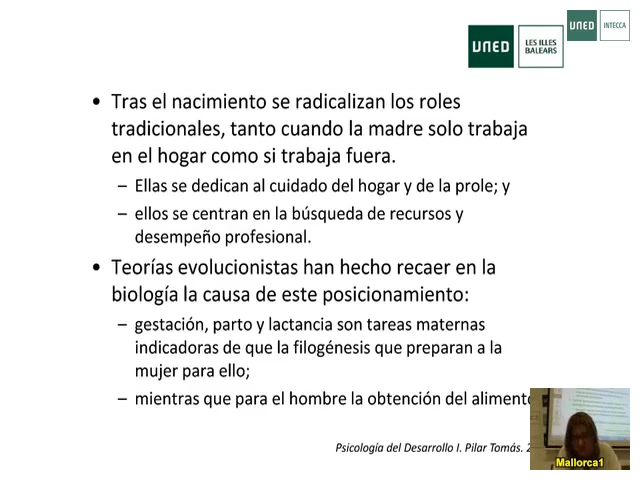 UNED
INTECCA
UNED
LES ILLES
BALEARS
• Tras el nacimiento se radicalizan los roles
tradicionales, tanto cuando la madre solo trabaja
en el hogar como si trabaja fuera.
– Ellas se dedican al cuidado del hogar y de la prole; y
– ellos se centran en la búsqueda de recursos y
desempeño profesional.
• Teorías evolucionistas han hecho recaer en la
biología la causa de este posicionamiento:
– gestación, parto y lactancia son tareas maternas
indicadoras de que la filogénesis que preparan a la
mujer para ello;
– mientras que para el hombre la obtención del alimento
Psicología del Desarrollo I. Pilar Tomás. 2
Mallorca1